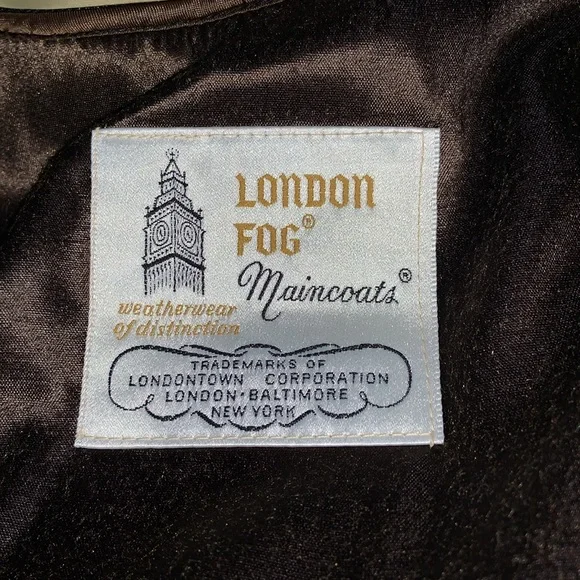 LONDON
FOG®
Maincoats®
weatherwear
of distinction
TRADEMARKS OF
LONDONTOWN CORPORATION
LONDON·BALTIMORE
NEW YORK